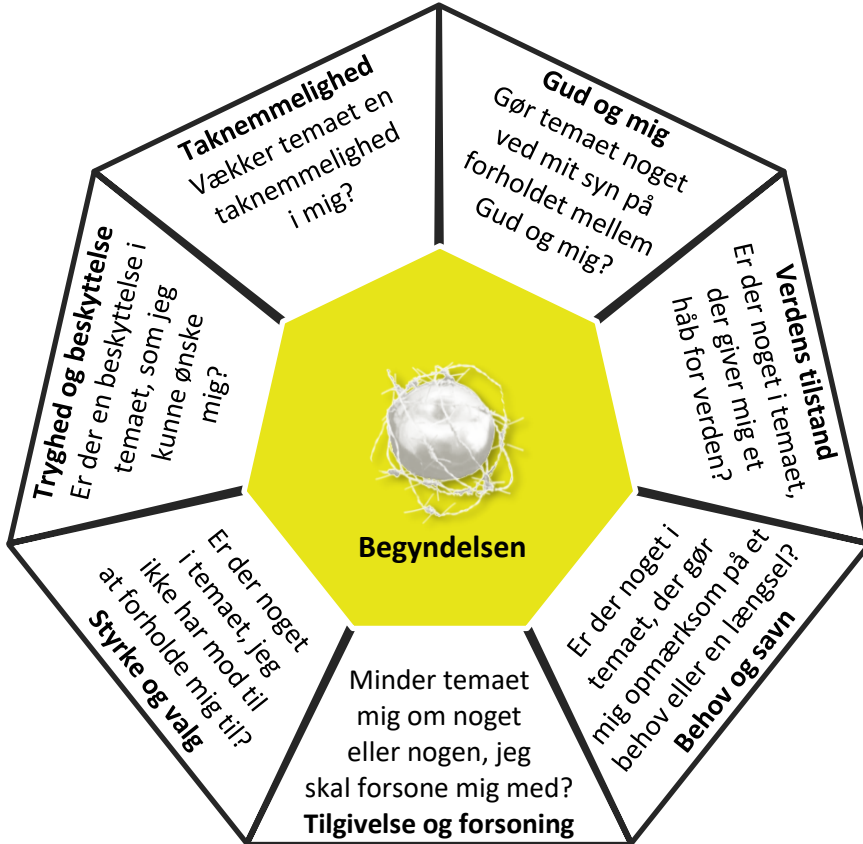 Taknemmelighed
Vækker temaet en
taknemmelighed
i mig?
Gud og mig
Gør temaet noget
ved mit syn på
forholdet mellem
Gud og mig?
Verdens tilstand
Er der noget i temaet,
der giver mig et
håb for verden?
Er der noget i
temaet, der gør
mig opmærksom på et
behov eller en længsel?
Behov og savn
Minder temaet
mig om noget
eller nogen, jeg
skal forsone mig med?
Tilgivelse og forsoning
Er der noget
i temaet, jeg
ikke har mod til
at forholde mig til?
Styrke og valg
Tryghed og beskyttelse
Er der en beskyttelse i
temaet, som jeg
kunne ønske
mig?
Begyndelsen